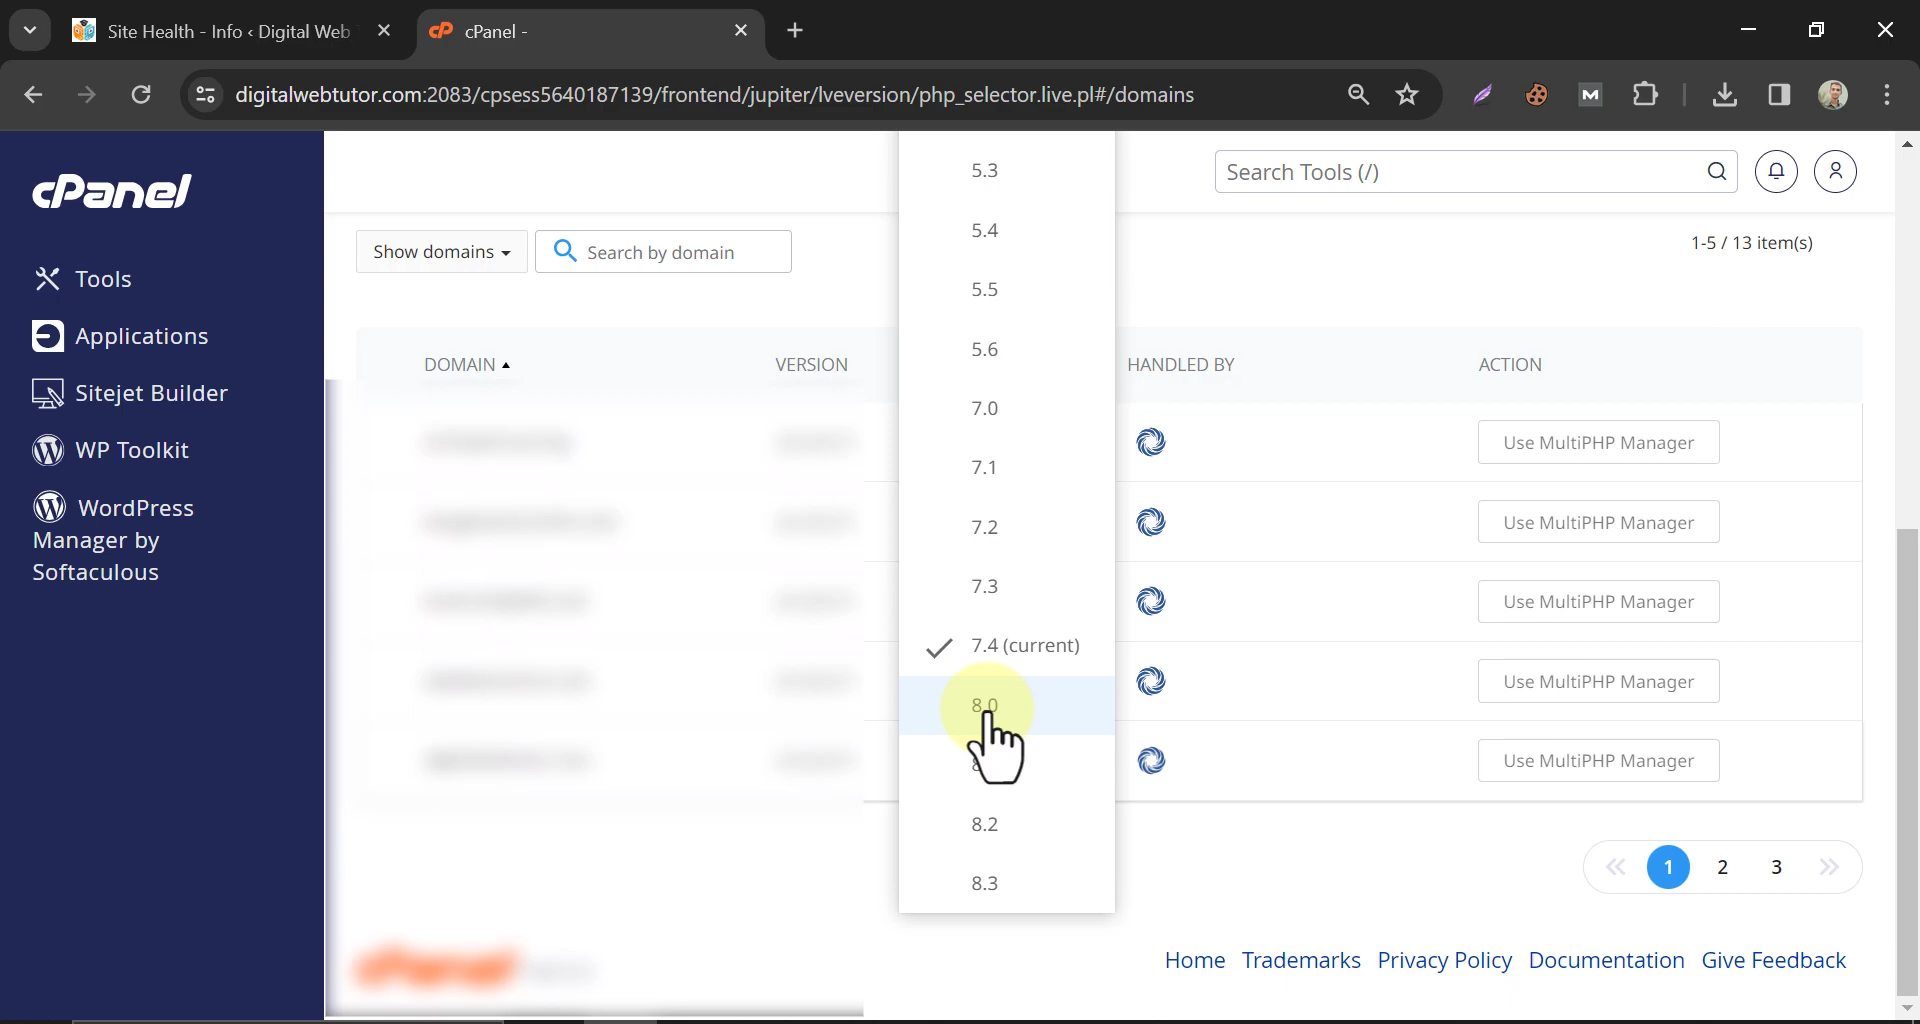 Site Health - Info ‹ Digital Web
cPanel -
digitalwebtutor.com:2083/cpsess5640187139/frontend/jupiter/lveversion/php_selector.live.pl#/domains
cPanel
Tools
Applications
Sitejet Builder
WP Toolkit
WordPress
Manager by
Softaculous
Search Tools (/)
Show domains
Search by domain
1-5 / 13 item(s)
DOMAIN
VERSION
HANDLED BY
ACTION
5.3
5.4
5.5
5.6
7.0
7.1
7.2
7.3
7.4 (current)
8.0
8.2
8.3
Use MultiPHP Manager
Use MultiPHP Manager
Use MultiPHP Manager
Use MultiPHP Manager
Use MultiPHP Manager
1 2 3
Home Trademarks Privacy Policy Documentation Give Feedback